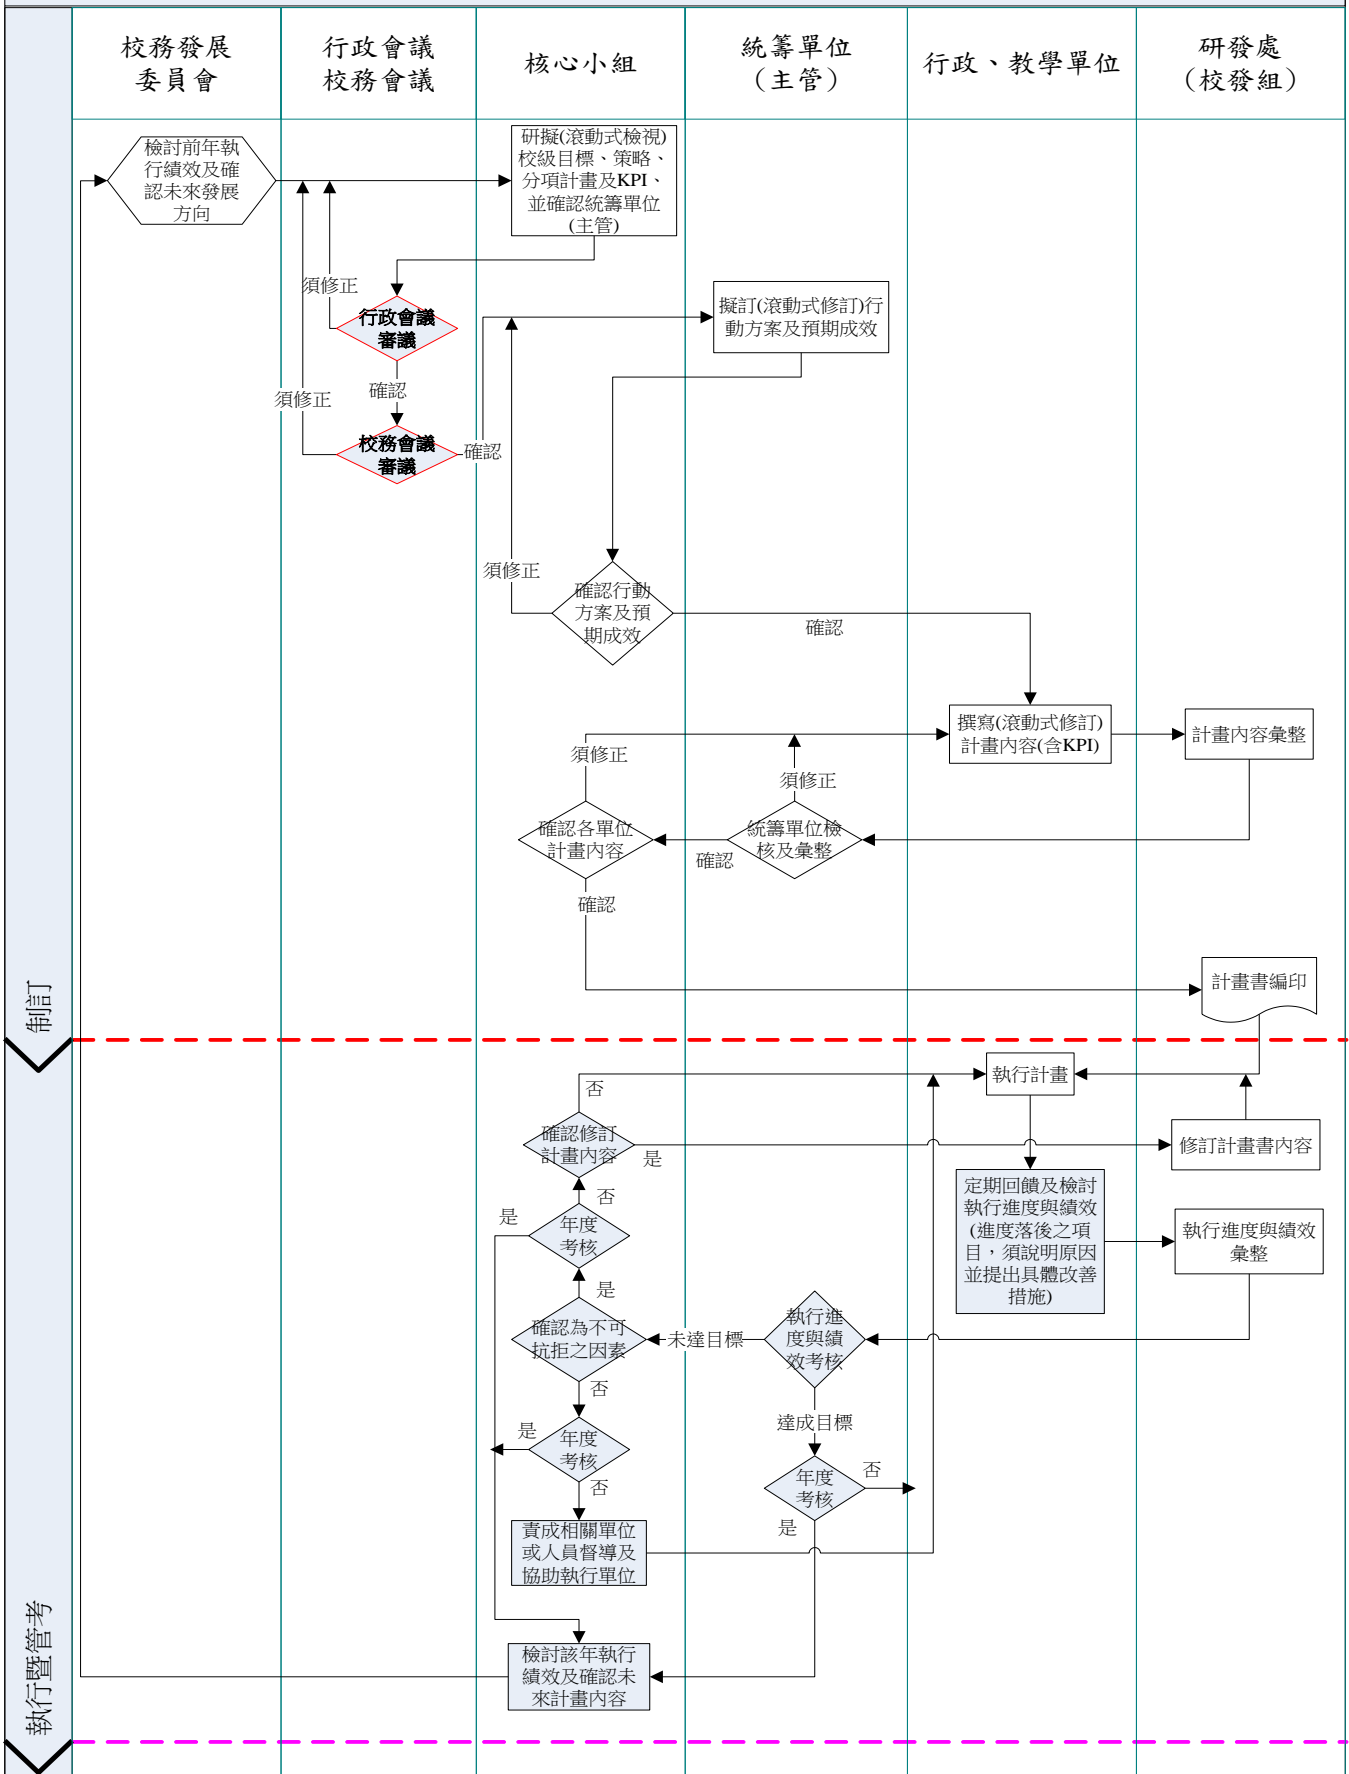 校務發展
委員會
行政會議
校務會議
核心小組
統籌單位
(主管)
行政、教學單位
研發處
(校發組)
檢討前年執
行績效及確
認未來發展
方向
研擬(滾動式檢視)
校級目標、策略、
分項計畫及KPI、
並確認統籌單位
(主管)
須修正
行政會議
審議
擬訂(滾動式修訂)行
動方案及預期成效
確認
須修正
校務會議
審議
確認
須修正
確認行動
方案及預
期成效
確認
撰寫(滾動式修訂)
計畫內容(含KPI)
計畫內容彙整
須修正
須修正
確認各單位
計畫內容
確認
統籌單位檢
核及彙整
確認
計畫書編印
制訂
執行計畫
否
確認修訂
計畫內容
是
修訂計畫書內容
否
是
年度
考核
定期回饋及檢討
執行進度與績效
(進度落後之項
目，須說明原因
並提出具體改善
措施)
執行進度與績效
彙整
是
確認為不可
抗拒之因素
未達目標
執行進
度與績
效考核
否
達成目標
是
年度
考核
否
年度
考核
否
是
責成相關單位
或人員督導及
協助執行單位
檢討該年執行
績效及確認未
來計畫內容
執行暨管考